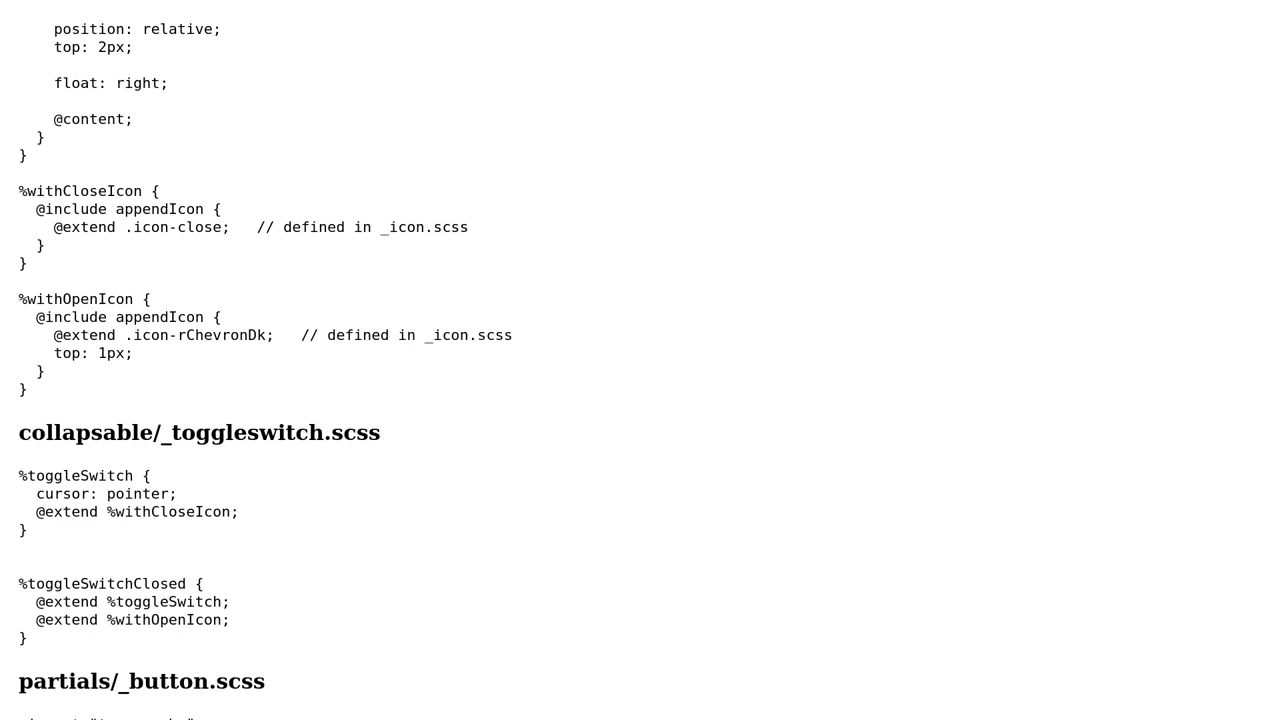 position: relative;
top: 2px;
float: right;
@content;
}
}
%withCloseIcon {
@include appendIcon {
@extend .icon-close;   // defined in _icon.scss
}
}
%withOpenIcon {
@include appendIcon {
@extend .icon-rChevronDk;   // defined in _icon.scss
top: 1px;
}
}
collapsable/_toggleswitch.scss
%toggleSwitch {
cursor: pointer;
@extend %withCloseIcon;
}
%toggleSwitchClosed {
@extend %toggleSwitch;
@extend %withOpenIcon;
}
partials/_button.scss